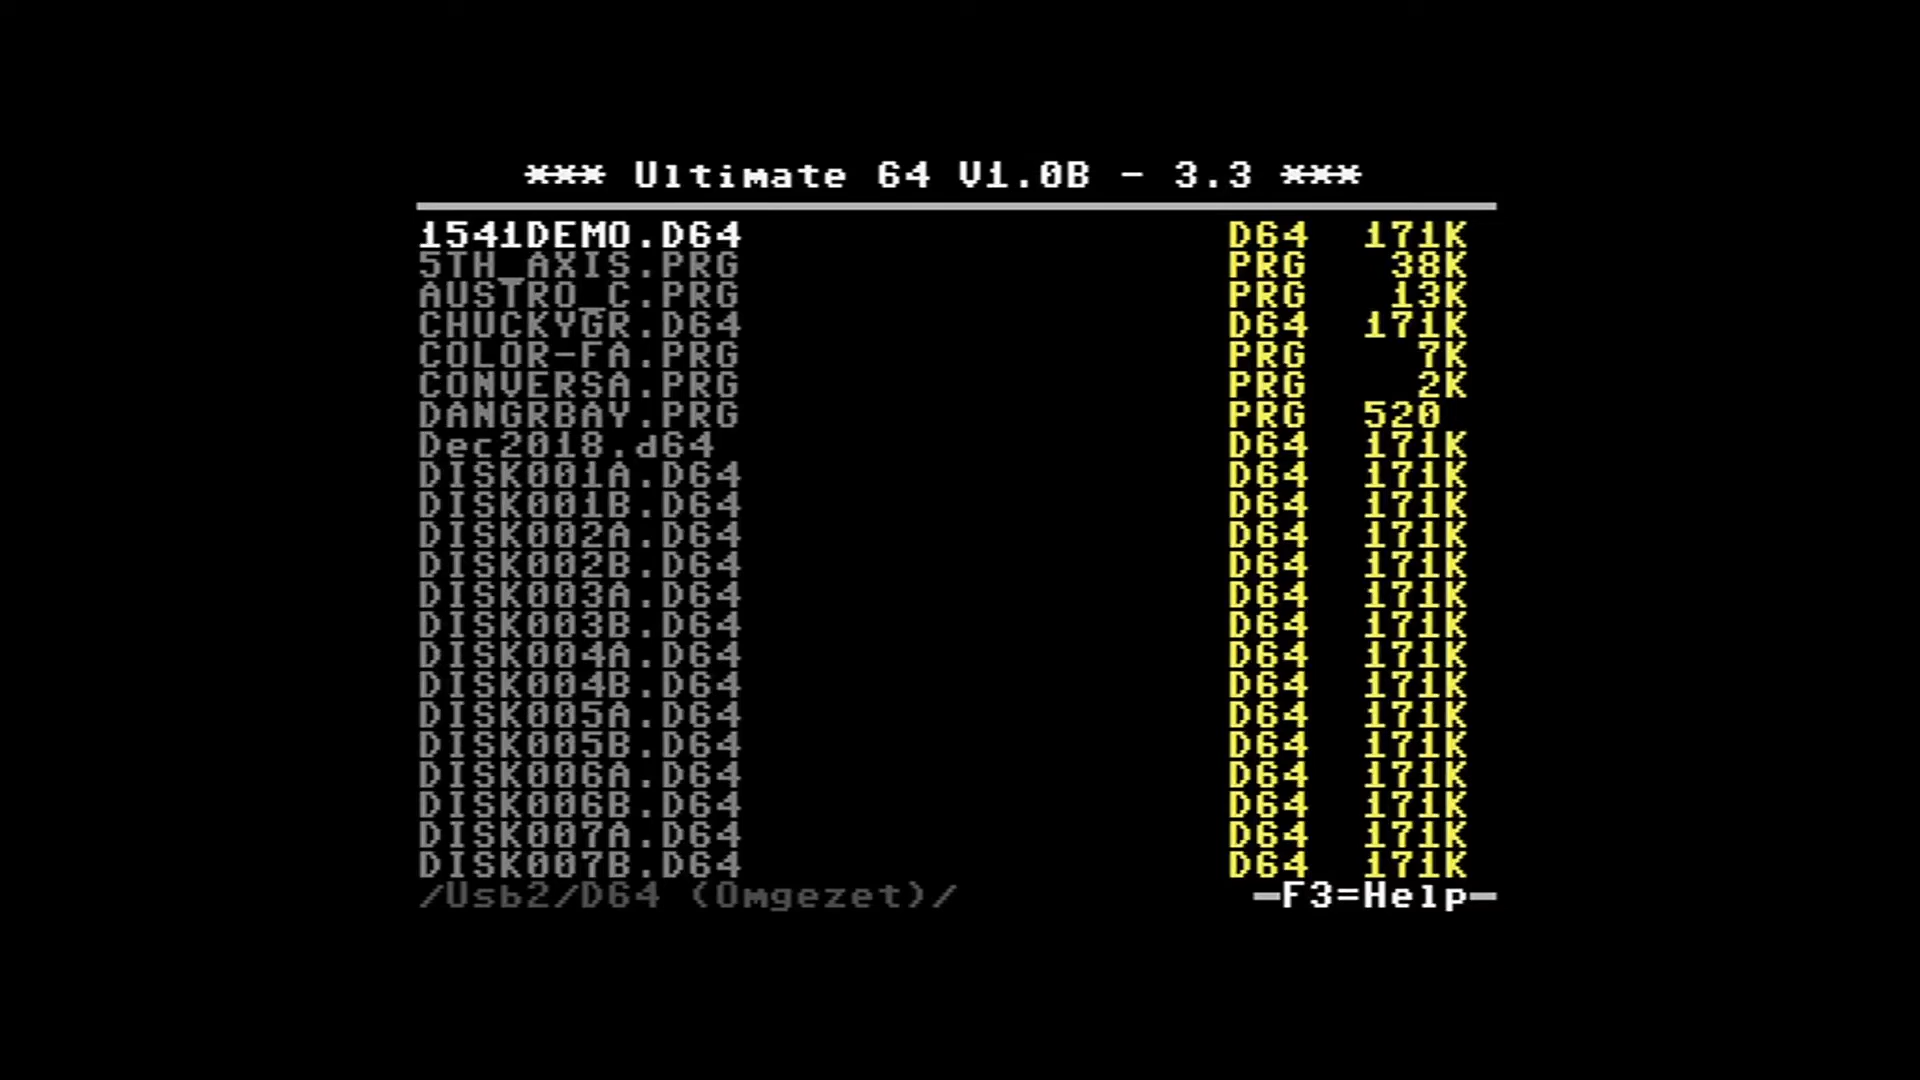 *** Ultimate 64 V1.0B - 3.3 ***
1541DEMO.D64 D64 171K
5TH_AXIS.PRG PRG 38K
AUSTRO_C.PRG PRG 13K
CHUCKYGR.D64 D64 171K
COLOR-FA.PRG PRG 7K
CONVERSA.PRG PRG 2K
DANGRBAY.PRG PRG 520
Dec2018.d64 D64 171K
DISK001A.D64 D64 171K
DISK001B.D64 D64 171K
DISK002A.D64 D64 171K
DISK002B.D64 D64 171K
DISK003A.D64 D64 171K
DISK003B.D64 D64 171K
DISK004A.D64 D64 171K
DISK004B.D64 D64 171K
DISK005A.D64 D64 171K
DISK005B.D64 D64 171K
DISK006A.D64 D64 171K
DISK006B.D64 D64 171K
DISK007A.D64 D64 171K
DISK007B.D64 D64 171K
/Usb2/D64 (Omgezet)/ F3=Help